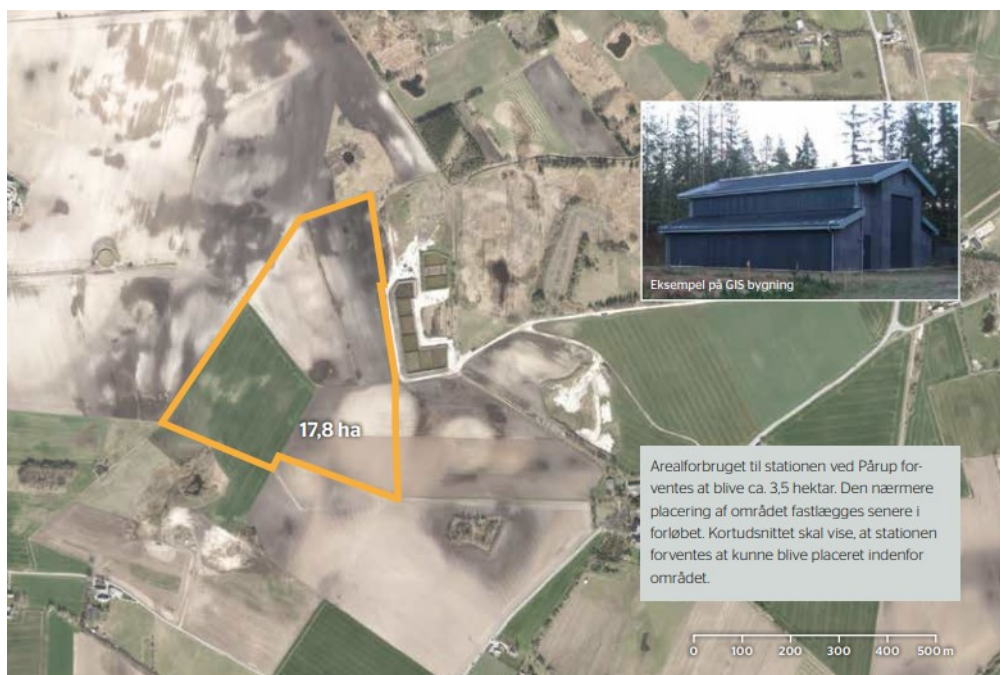 Eksempel på GIS bygning
17,8 ha
Arealforbruget til stationen ved Pårup for-
ventes at blive ca. 3,5 hektar. Den nærmere
placering af området fastlægges senere i
forløbet. Kortudsnittet skal vise, at stationen
forventes at kunne blive placeret indenfor
området.
0 100 200 300 400 500 m